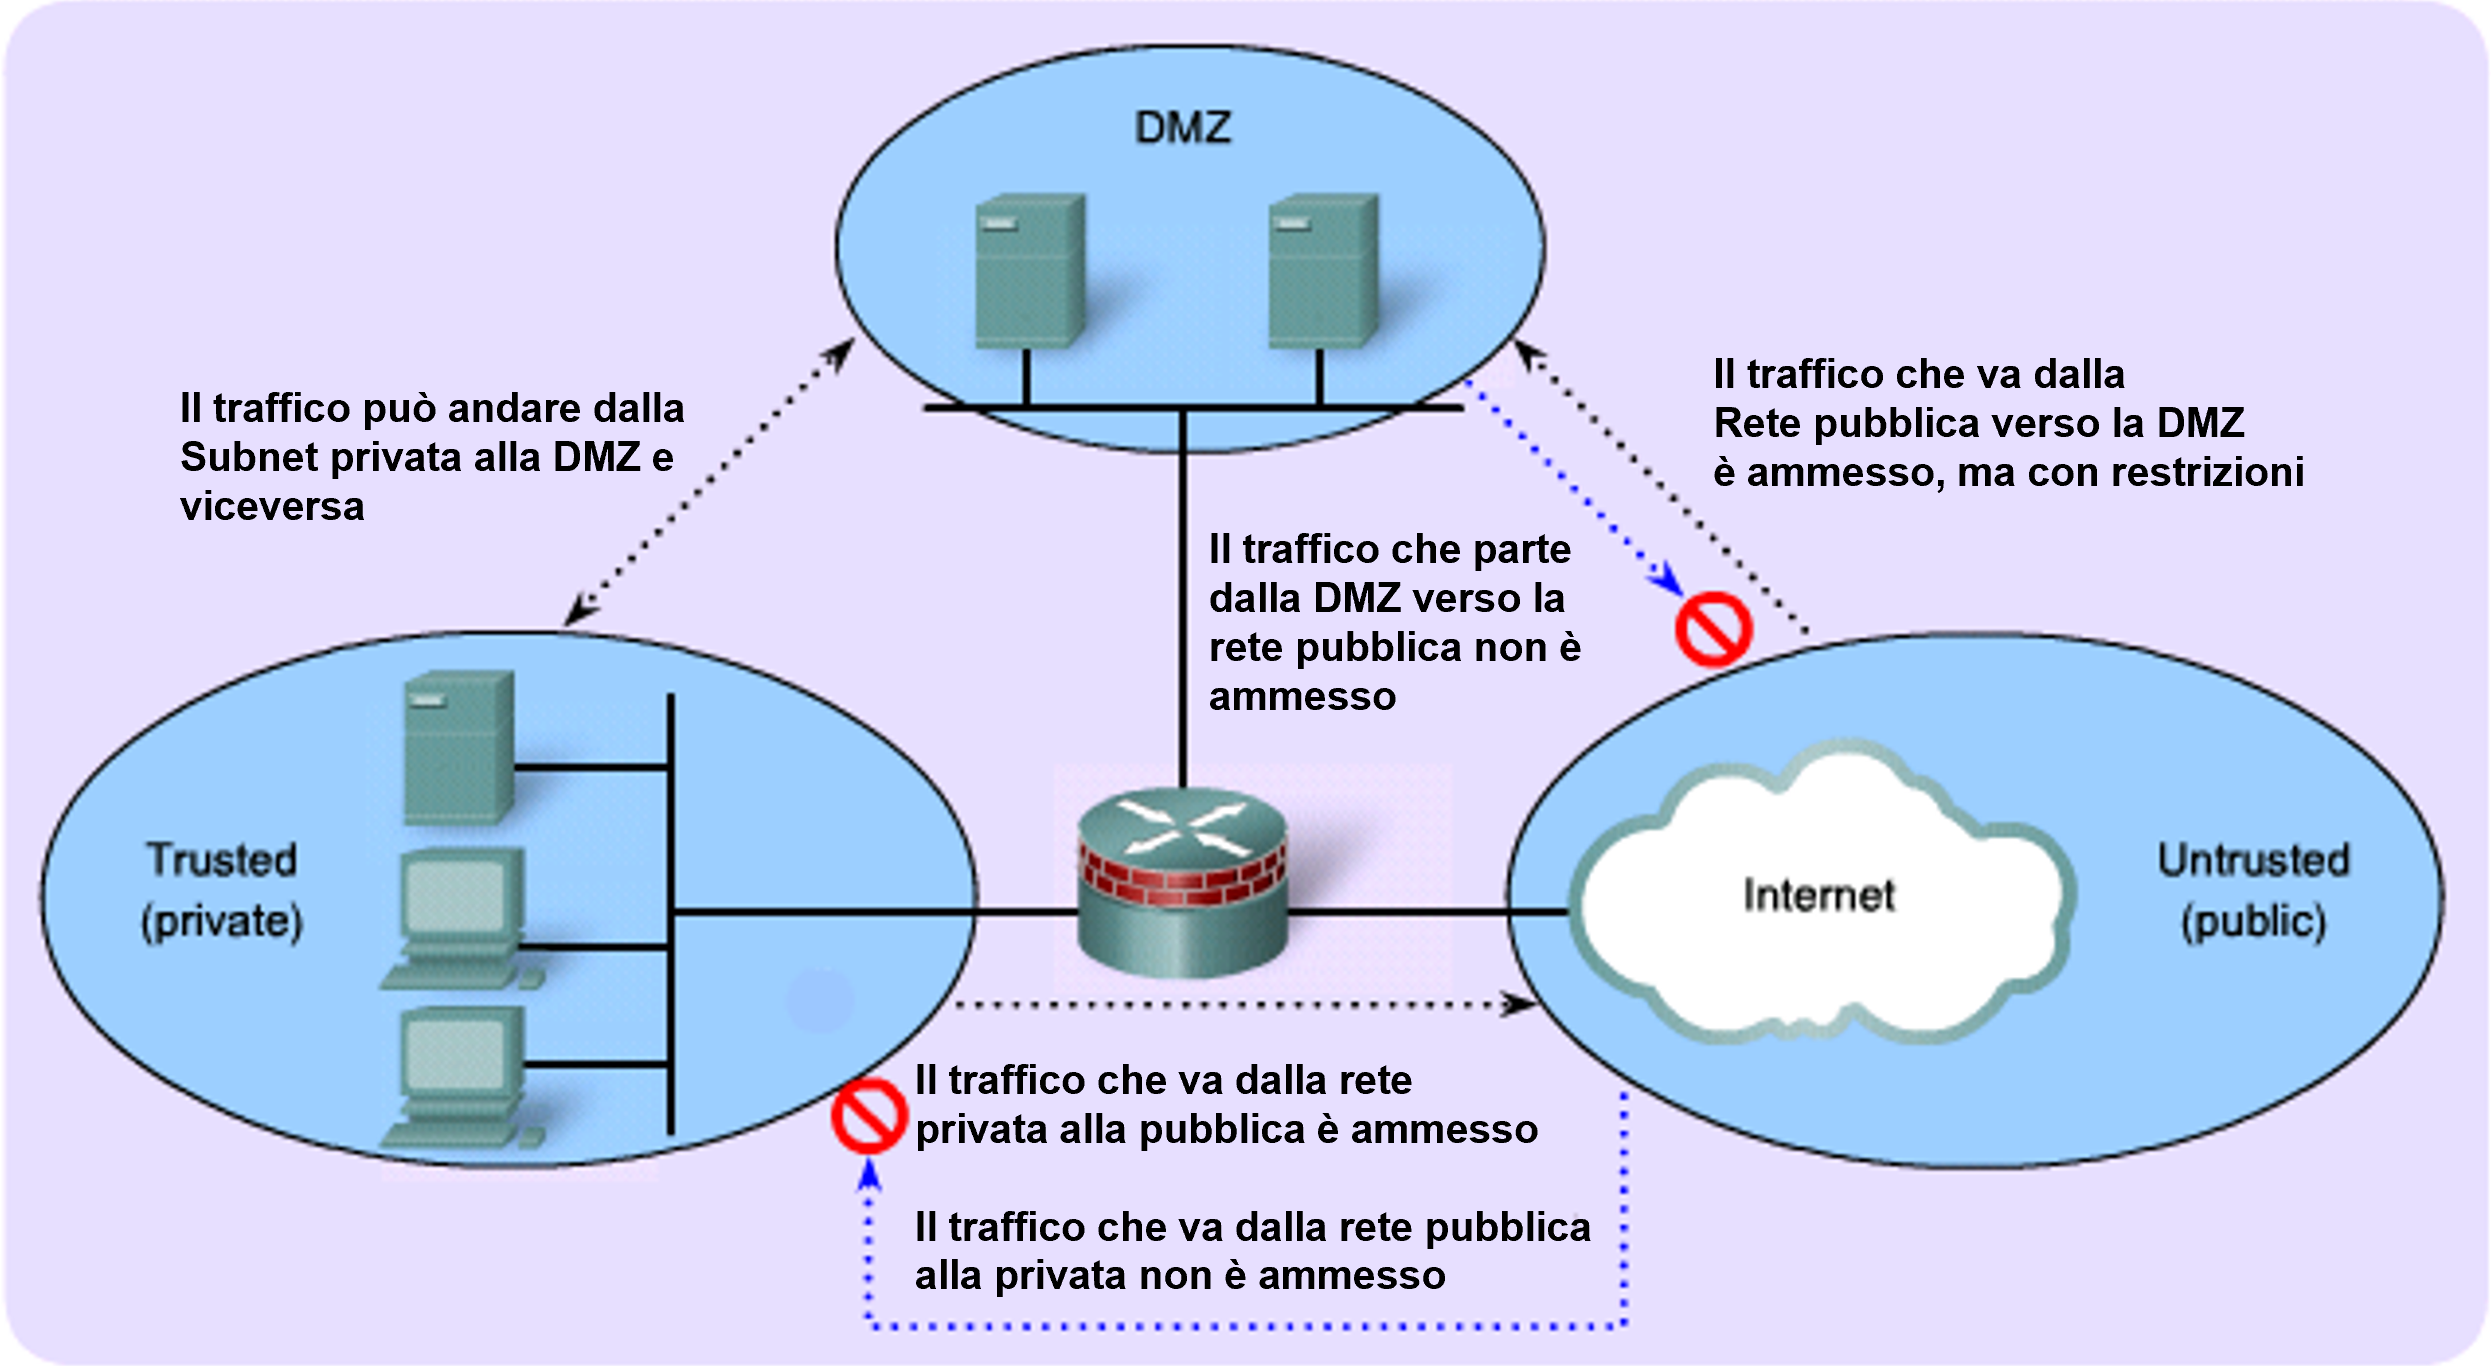 DMZ
Il traffico può andare dalla
Subnet privata alla DMZ e
viceversa
Il traffico che va dalla
Rete pubblica verso la DMZ
è ammesso, ma con restrizioni
Il traffico che parte
dalla DMZ verso la
rete pubblica non è
ammesso
Trusted
(private)
Internet
Untrusted
(public)
Il traffico che va dalla rete
privata alla pubblica è ammesso
Il traffico che va dalla rete pubblica
alla privata non è ammesso